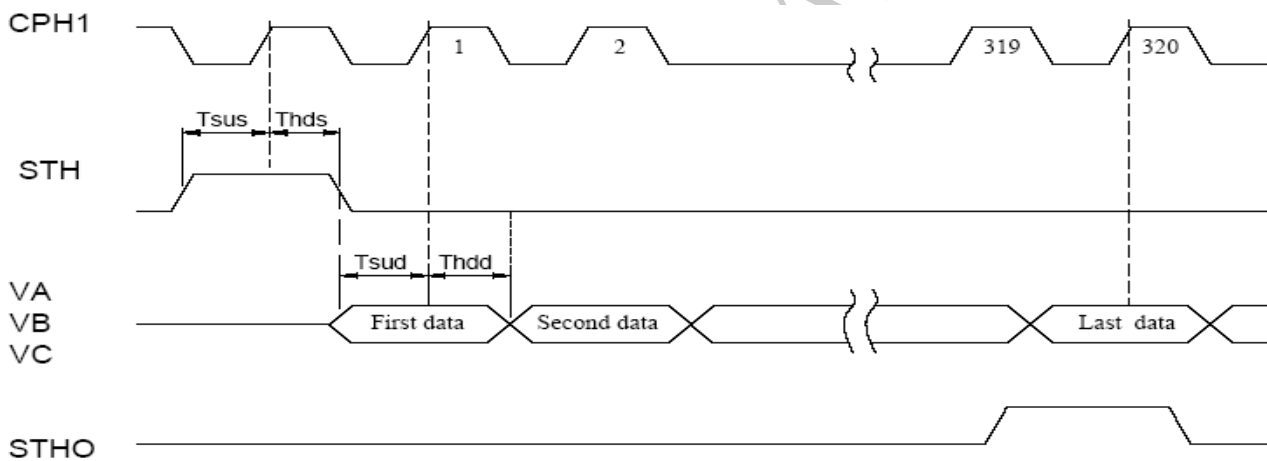 CPH1
1
2
319
320
Tsus
Thds
STH
Tsud
Thdd
VA
VB
VC
First data
Second data
Last data
STHO